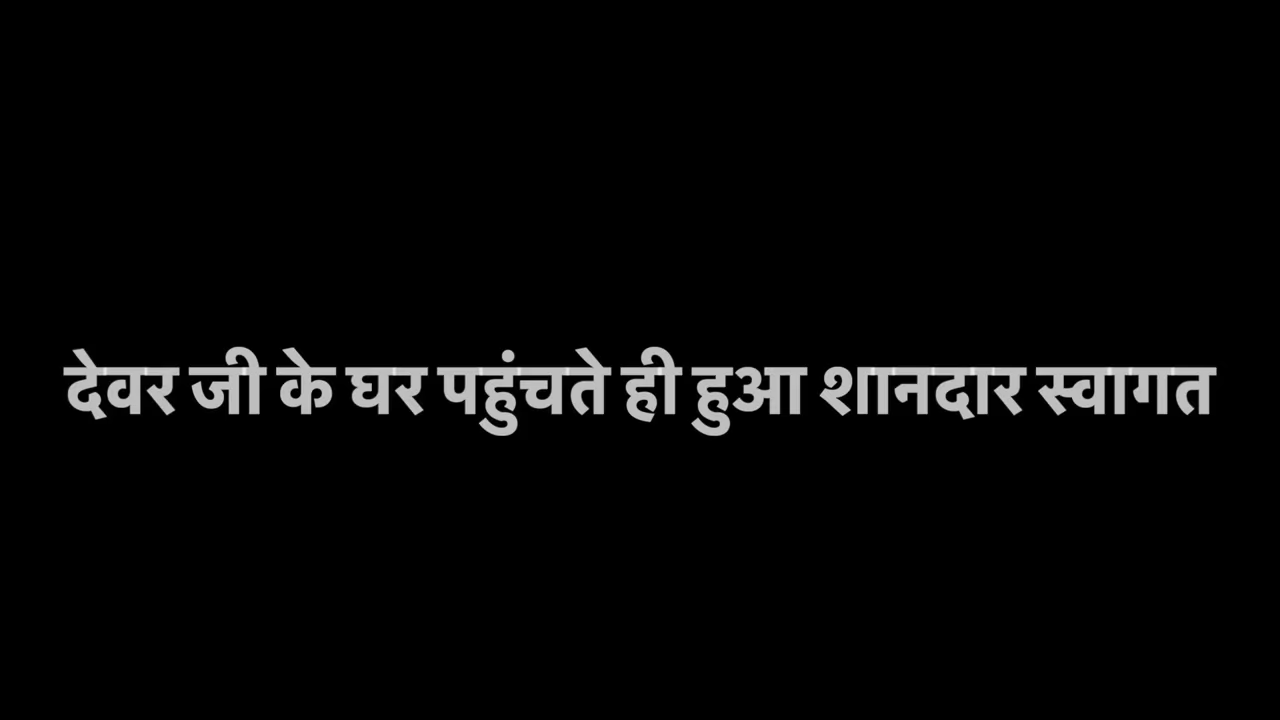 देवर जी के घर पहुंचते ही हुआ शानदार स्वागत